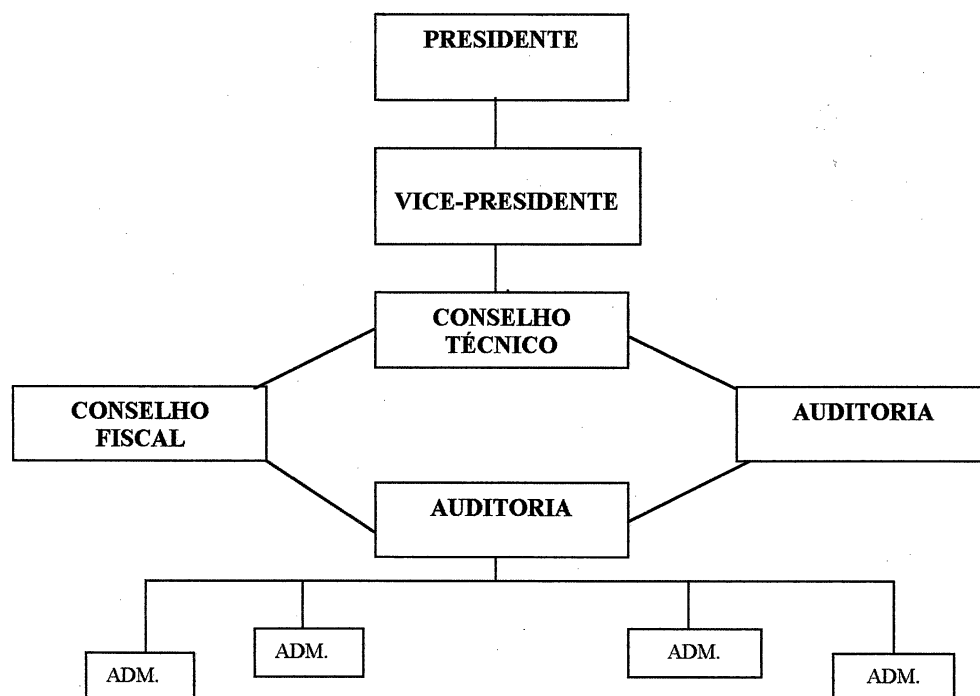 PRESIDENTE
VICE-PRESIDENTE
CONSELHO
TÉCNICO
CONSELHO
FISCAL
AUDITORIA
AUDITORIA
ADM.
ADM.
ADM.
ADM.